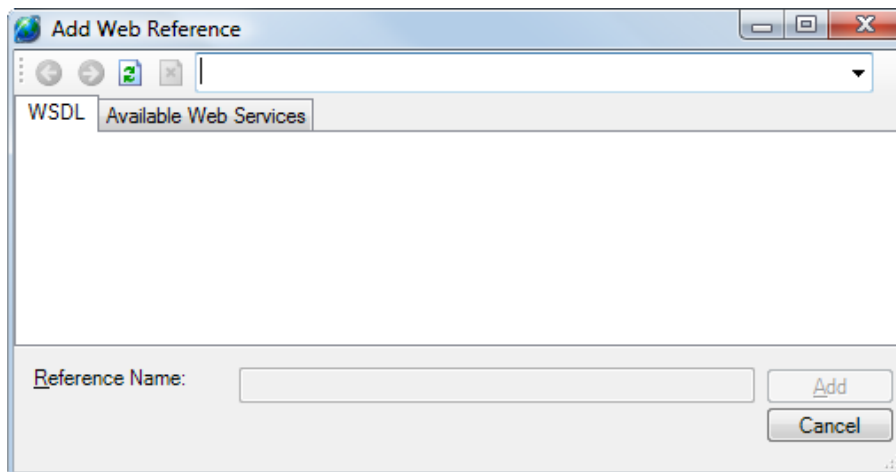 Add Web Reference
WSDL
Available Web Services
Reference Name:
Add
Cancel